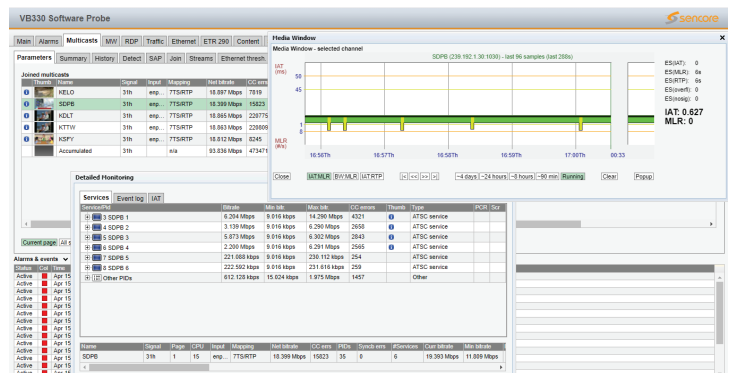 VB330 Software Probe
sencore
Main Alarms Multicasts MW RDP Traffic Ethernet ETR 290 Content
Parameters Summary History Detect SAP Join Streams Ethernet thresh.
Joined multicasts
Thumb Name Signal Input Mapping Net bitrate CC errs
KELO 31h enp... 7TS/RTP 18.897 Mbps 7819
SDPB 31h enp... 7TS/RTP 18.399 Mbps 15823
KDLT 31h enp... 7TS/RTP 18.865 Mbps
KTTW 31h enp... 7TS/RTP 18.863 Mbps
KSFY 31h enp... 7TS/RTP 18.812 Mbps 8245
Accumulated 31h n/a 93.836 Mbps
Media Window X
Media Window - selected channel
SDPB (239.192.1.30:1030) - last 96 samples (last 288s)
IAT
(ms)
50
45
1
8
MLR
(#/s)
16:56Th 16:57Th 16:58Th 16:59Th 17:00Th 00:33
ES(IAT): 0
ES(MLR): 6s
ES(RTP): 6s
ES(overfl): 0
ES(nosig): 0
IAT: 0.627
MLR: 0
Close IAT:MLR BW:MLR IAT:RTP |< << >> >| ~4 days ~24 hours ~8 hours ~90 min Running Clear Popup
Detailed Monitoring
Services Event log IAT
Service/Pid Bitrate Min bitr. Max bitr. CC errors Thumb Type PCR Scr
3 SDPB 1 6.204 Mbps 9.016 kbps 14.290 Mbps 4321 ATSC service
4 SDPB 2 3.139 Mbps 9.016 kbps 6.290 Mbps 2658 ATSC service
5 SDPB 3 5.873 Mbps 9.016 kbps 6.302 Mbps 2843 ATSC service
6 SDPB 4 2.200 Mbps 9.016 kbps 6.291 Mbps 2565 ATSC service
7 SDPB 5 221.088 kbps 9.016 kbps 230.112 kbps 254 ATSC service
8 SDPB 6 222.592 kbps 9.016 kbps 231.616 kbps 259 ATSC service
Other PIDs 612.128 kbps 15.024 kbps 1.975 Mbps 1457 Other
Name Signal Page CPU Input Mapping Net bitrate CC errs PIDs Syncb errs #Services Curr bitrate Min bitrate
SDPB 31h 1 15 enp... 7TS/RTP 18.399 Mbps 15823 35 0 6 19.393 Mbps 11.809 Mbps
Current page All s
Alarms & events
Status Col Time
Active Apr 15
Active Apr 15
Active Apr 15
Active Apr 15
Active Apr 15
Active Apr 15
Active Apr 15
Active Apr 15
Active Apr 15
Active Apr 15
Active Apr 15
Active Apr 15
Active Apr 15